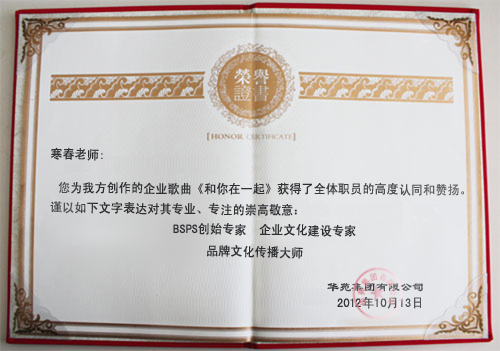 榮譽
證書
[HONOR CERTIFICATE]
寒春老师:
您为我方创作的企业歌曲《和你在一起》获得了全体职员的高度认同和赞扬。
谨以如下文字表达对其专业、专注的崇高敬意:
BSPS创始专家 企业文化建设专家
品牌文化传播大师
华苑集团有限公司
2012年10月13日